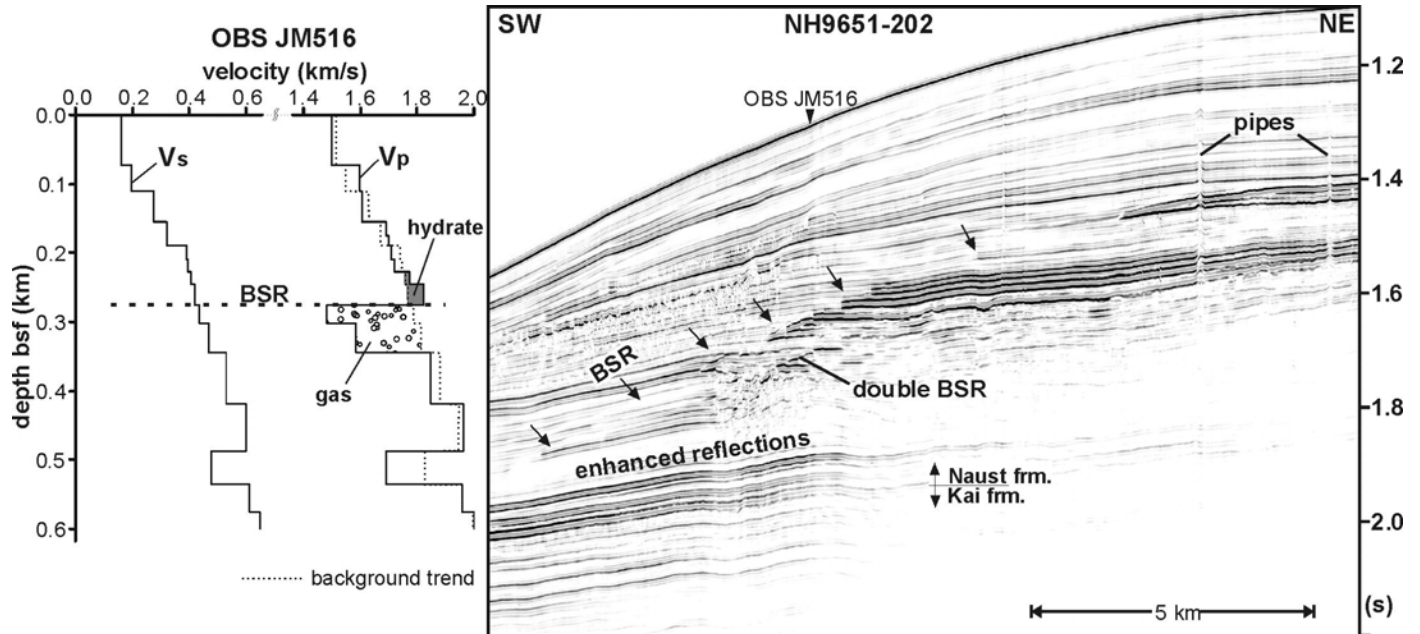 OBS JM516
velocity (km/s)
0.0 0.2 0.4 0.6 1.4 1.6 1.8 2.0
0.0
0.1
0.2
0.3
0.4
0.5
0.6
depth bsf (km)
Vs
Vp
hydrate
BSR
gas
background trend
SW NH9651-202 NE
OBS JM516
pipes
BSR
double BSR
enhanced reflections
Naust frm.
Kai frm.
5 km
1.2
1.4
1.6
1.8
2.0
(s)